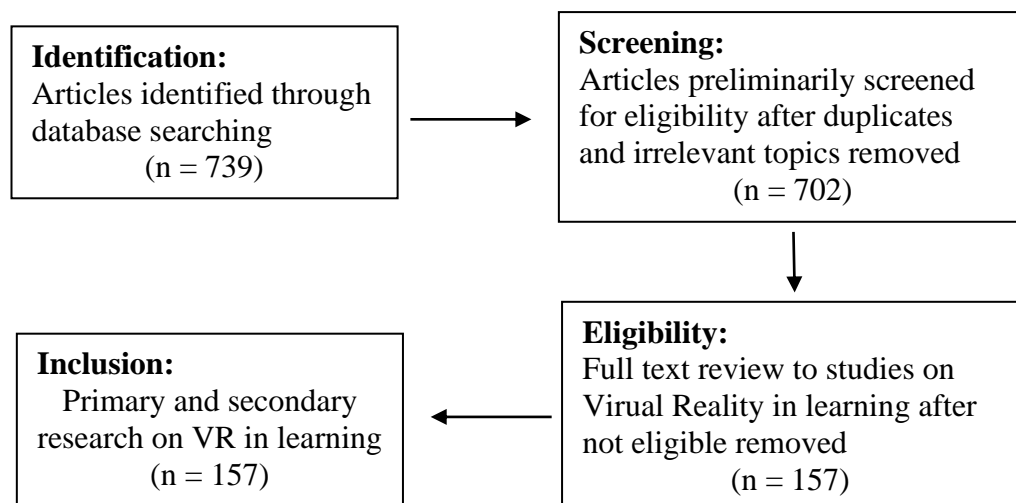 Identification:
Articles identified through
database searching
(n = 739)
Screening:
Articles preliminarily screened
for eligibility after duplicates
and irrelevant topics removed
(n = 702)
Eligibility:
Full text review to studies on
Virual Reality in learning after
not eligible removed
(n = 157)
Inclusion:
Primary and secondary
research on VR in learning
(n = 157)